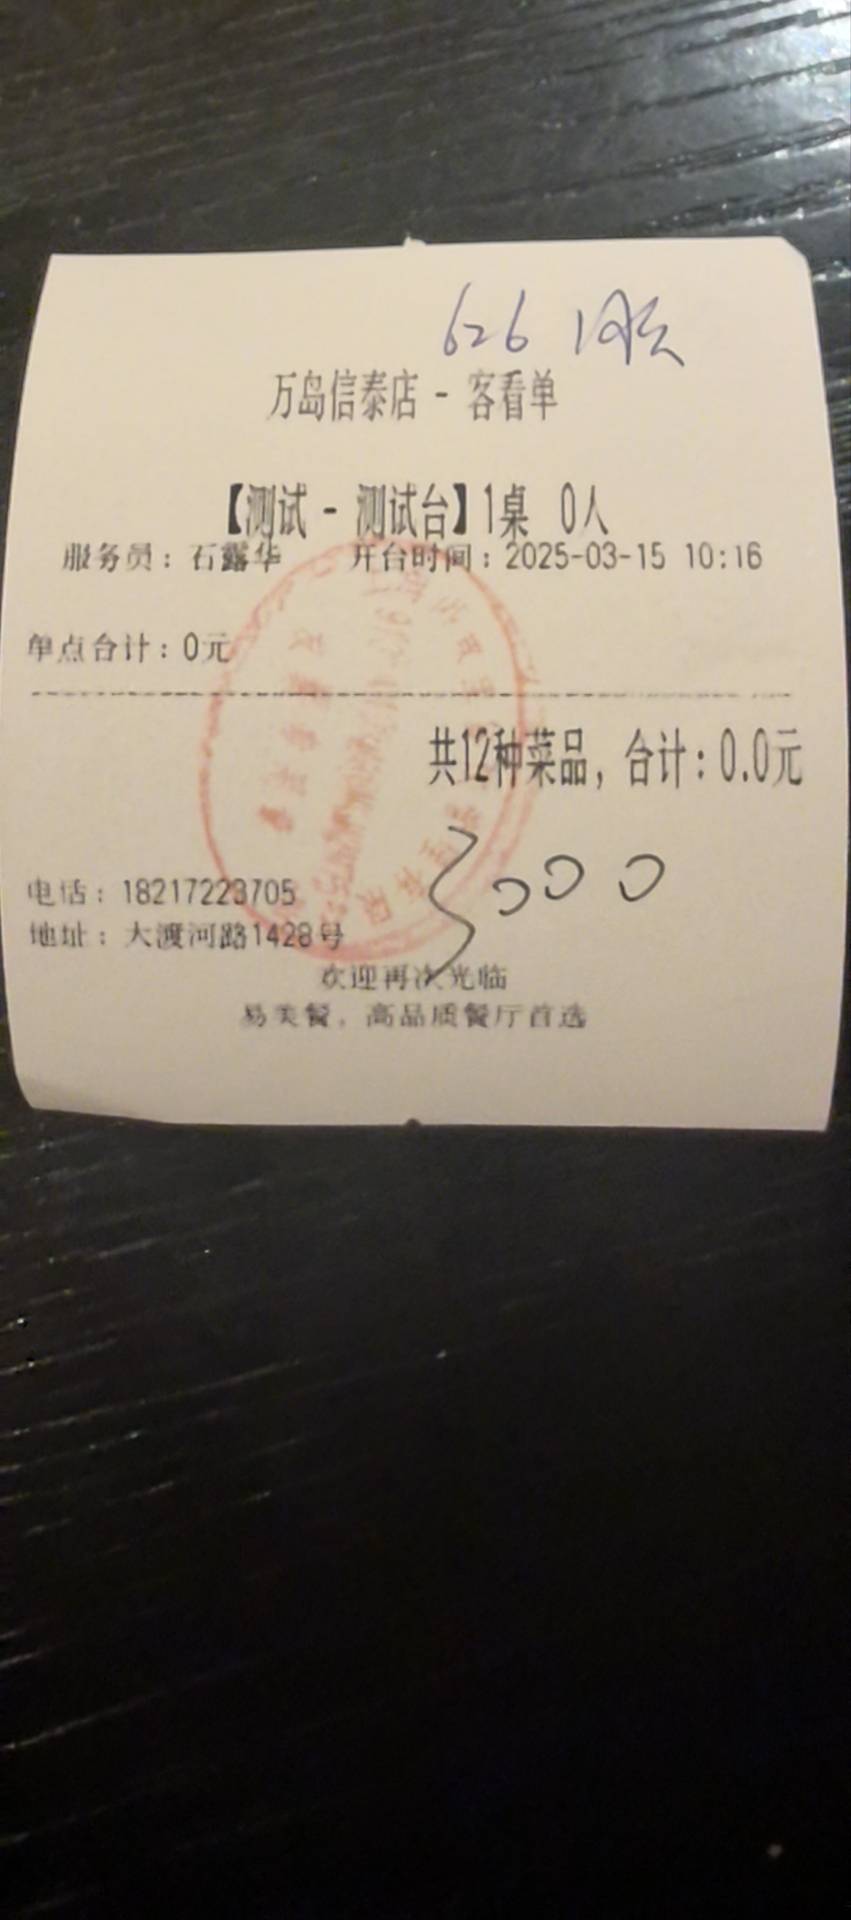 626
万岛信泰店 - 客看单
【测试 - 测试台】1桌 0人
服务员：石露华 开台时间：2025-03-15 10:16
单点合计：0元
共12种菜品，合计：0.0元
3000
电话：18217223705
地址：大渡河路1428号
欢迎再次光临
易美餐，高品质餐厅首选